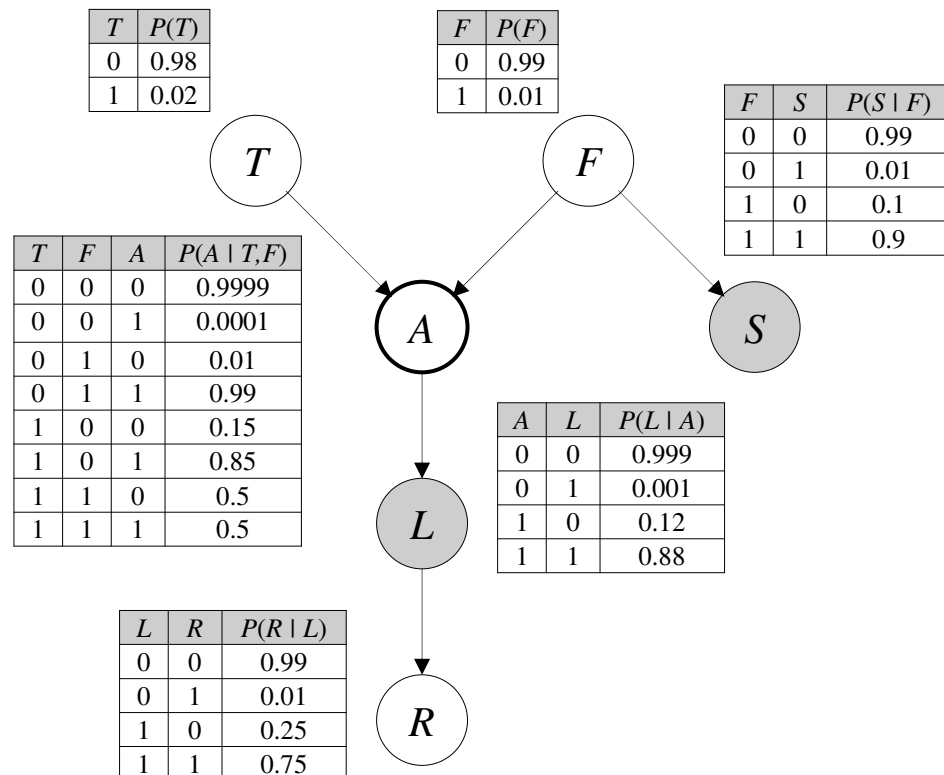 T P(T)
0 0.98
1 0.02
F P(F)
0 0.99
1 0.01
F S P(S | F)
0 0 0.99
0 1 0.01
1 0 0.1
1 1 0.9
T
F
T F A P(A | T,F)
0 0 0 0.9999
0 0 1 0.0001
0 1 0 0.01
0 1 1 0.99
1 0 0 0.15
1 0 1 0.85
1 1 0 0.5
1 1 1 0.5
A
S
A L P(L | A)
0 0 0.999
0 1 0.001
1 0 0.12
1 1 0.88
L
L R P(R | L)
0 0 0.99
0 1 0.01
1 0 0.25
1 1 0.75
R